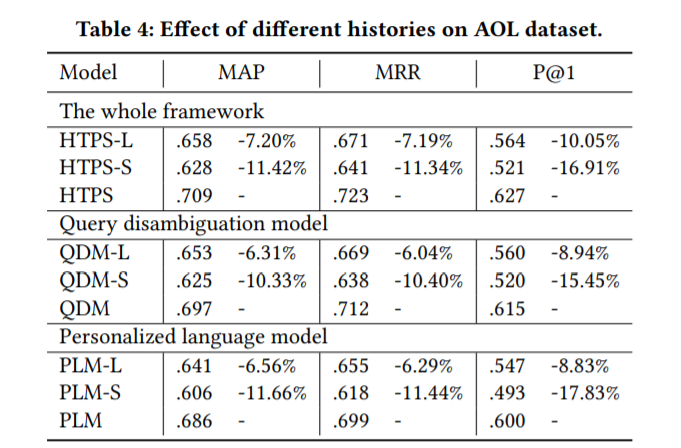 Table 4: Effect of different histories on AOL dataset.
Model MAP MRR P@1
The whole framework
HTPS-L .658 -7.20% .671 -7.19% .564 -10.05%
HTPS-S .628 -11.42% .641 -11.34% .521 -16.91%
HTPS .709 - .723 - .627 -
Query disambiguation model
QDM-L .653 -6.31% .669 -6.04% .560 -8.94%
QDM-S .625 -10.33% .638 -10.40% .520 -15.45%
QDM .697 - .712 - .615 -
Personalized language model
PLM-L .641 -6.56% .655 -6.29% .547 -8.83%
PLM-S .606 -11.66% .618 -11.44% .493 -17.83%
PLM .686 - .699 - .600 -